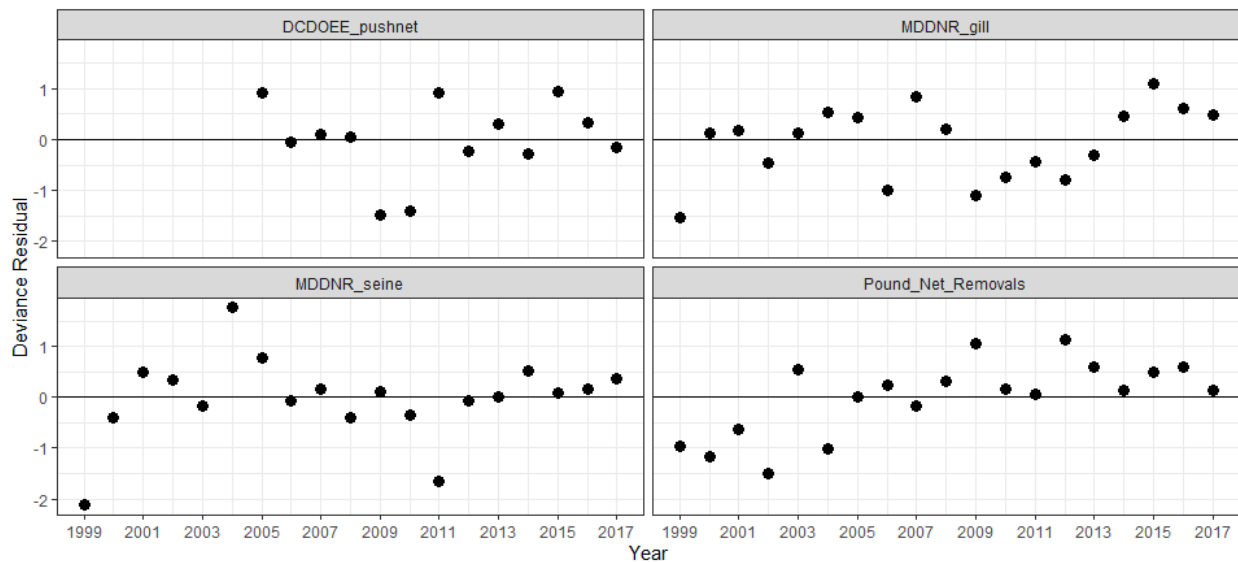 DCDOEE_pushnet MDDNR_gill
1
0
-1
-2
MDDNR_seine Pound_Net_Removals
1
0
-1
-2
Deviance Residual
1999 2001 2003 2005 2007 2009 2011 2013 2015 2017 1999 2001 2003 2005 2007 2009 2011 2013 2015 2017
Year